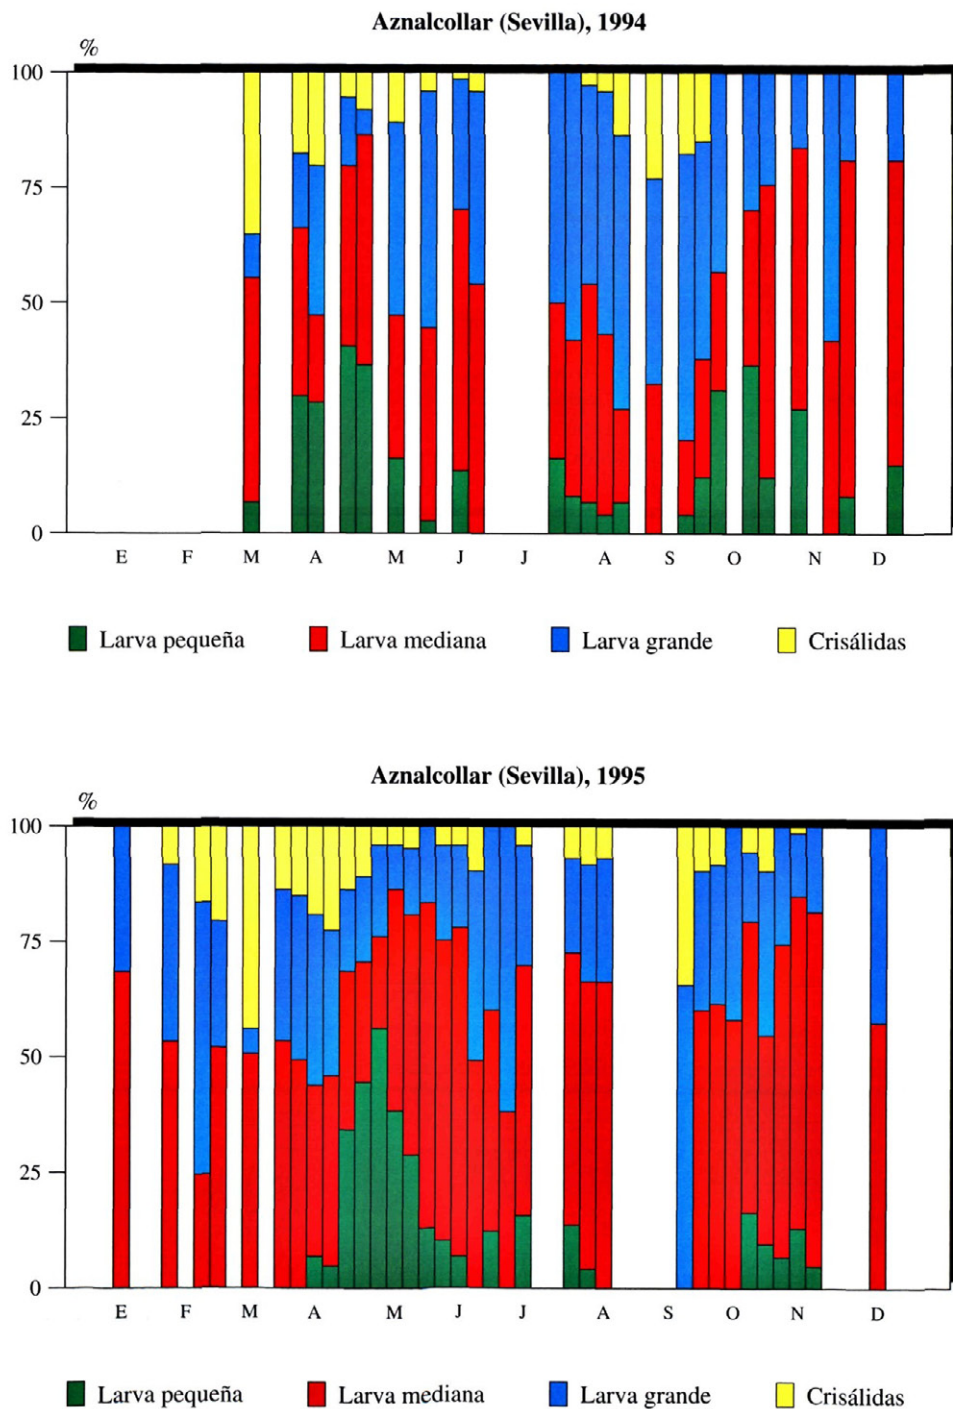 Aznalcollar (Sevilla), 1994
%
100
75
50
25
0
E F M A M J J A S O N D
Larva pequeña Larva mediana Larva grande Crisálidas
Aznalcollar (Sevilla), 1995
%
100
75
50
25
0
E F M A M J J A S O N D
Larva pequeña Larva mediana Larva grande Crisálidas